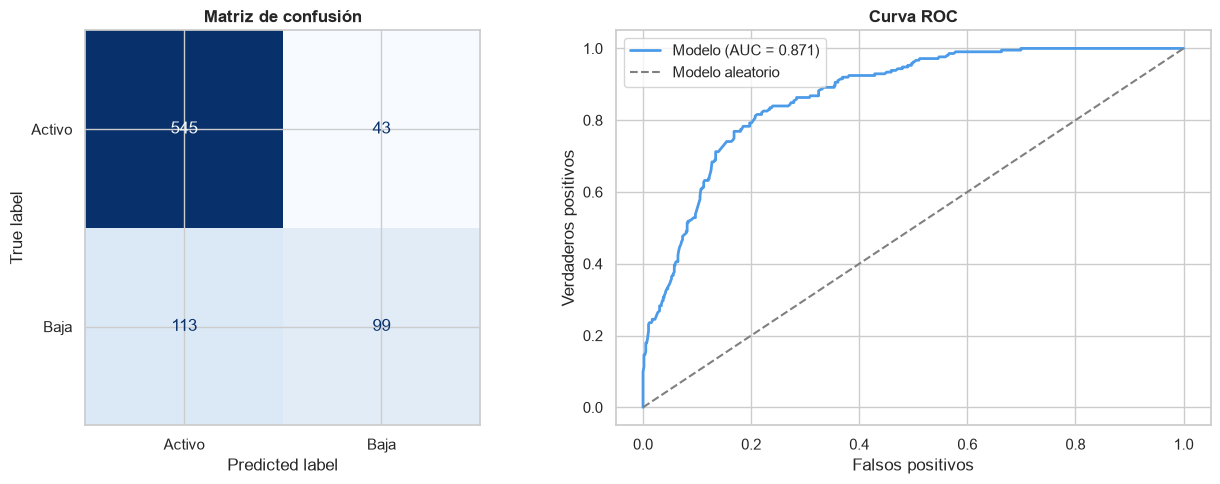 Matriz de confusión
True label
Activo
545
43
Baja
113
99
Activo
Baja
Predicted label
Curva ROC
Modelo (AUC = 0.871)
Modelo aleatorio
Verdaderos positivos
1.0
0.8
0.6
0.4
0.2
0.0
0.0
0.2
0.4
0.6
0.8
1.0
Falsos positivos